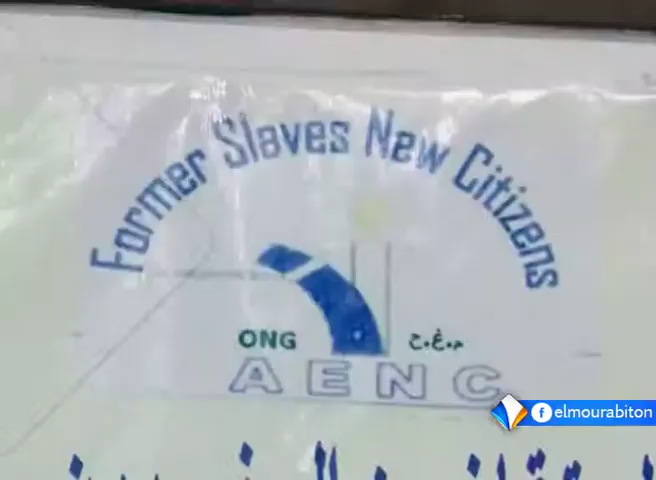 Former Slaves New Citizens
ONG م.غ.ح
AENC
elmourabiton